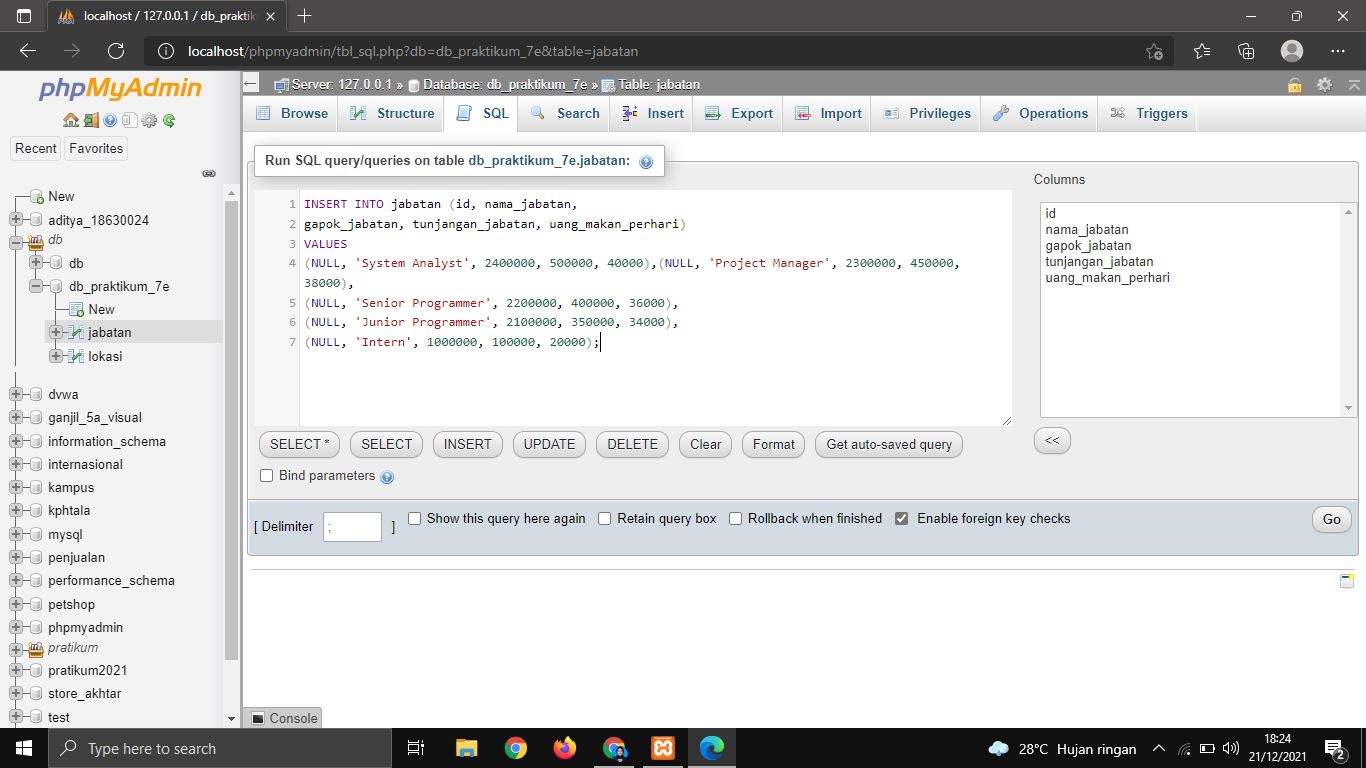 localhost / 127.0.0.1 / db_praktik
localhost/phpmyadmin/tbl_sql.php?db=db_praktikum_7e&table=jabatan
phpMyAdmin
Recent Favorites
New
aditya_18630024
db
db
db_praktikum_7e
New
jabatan
lokasi
dvwa
ganjil_5a_visual
information_schema
internasional
kampus
kphtala
mysql
penjualan
performance_schema
petshop
phpmyadmin
pratikum
pratikum2021
store_akhtar
test
Server: 127.0.0.1 » Database: db_praktikum_7e » Table: jabatan
Browse Structure SQL Search Insert Export Import Privileges Operations Triggers
Run SQL query/queries on table db_praktikum_7e.jabatan:
1 INSERT INTO jabatan (id, nama_jabatan,
2 gapok_jabatan, tunjangan_jabatan, uang_makan_perhari)
3 VALUES
4 (NULL, 'System Analyst', 2400000, 500000, 40000),(NULL, 'Project Manager', 2300000, 450000,
38000),
5 (NULL, 'Senior Programmer', 2200000, 400000, 36000),
6 (NULL, 'Junior Programmer', 2100000, 350000, 34000),
7 (NULL, 'Intern', 1000000, 100000, 20000);
Columns
id
nama_jabatan
gapok_jabatan
tunjangan_jabatan
uang_makan_perhari
SELECT * SELECT INSERT UPDATE DELETE Clear Format Get auto-saved query
<<
Bind parameters
[ Delimiter ; ] Show this query here again Retain query box Rollback when finished Enable foreign key checks
Go
Console
Type here to search
28°C Hujan ringan
18:24
21/12/2021
2